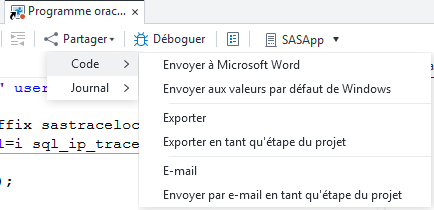 Programme orac...
Partager
Déboguer
SASApp
Code
Journal
Envoyer à Microsoft Word
Envoyer aux valeurs par défaut de Windows
Exporter
Exporter en tant qu'étape du projet
E-mail
Envoyer par e-mail en tant qu'étape du projet
" user
ffix sastraceloc
l=i sql_ip_trace
);